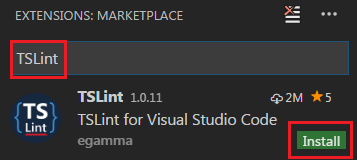 EXTENSIONS: MARKETPLACE
TSLint
TS
Lint
TSLint 1.0.11 2M 5
TSLint for Visual Studio Code
egamma Install